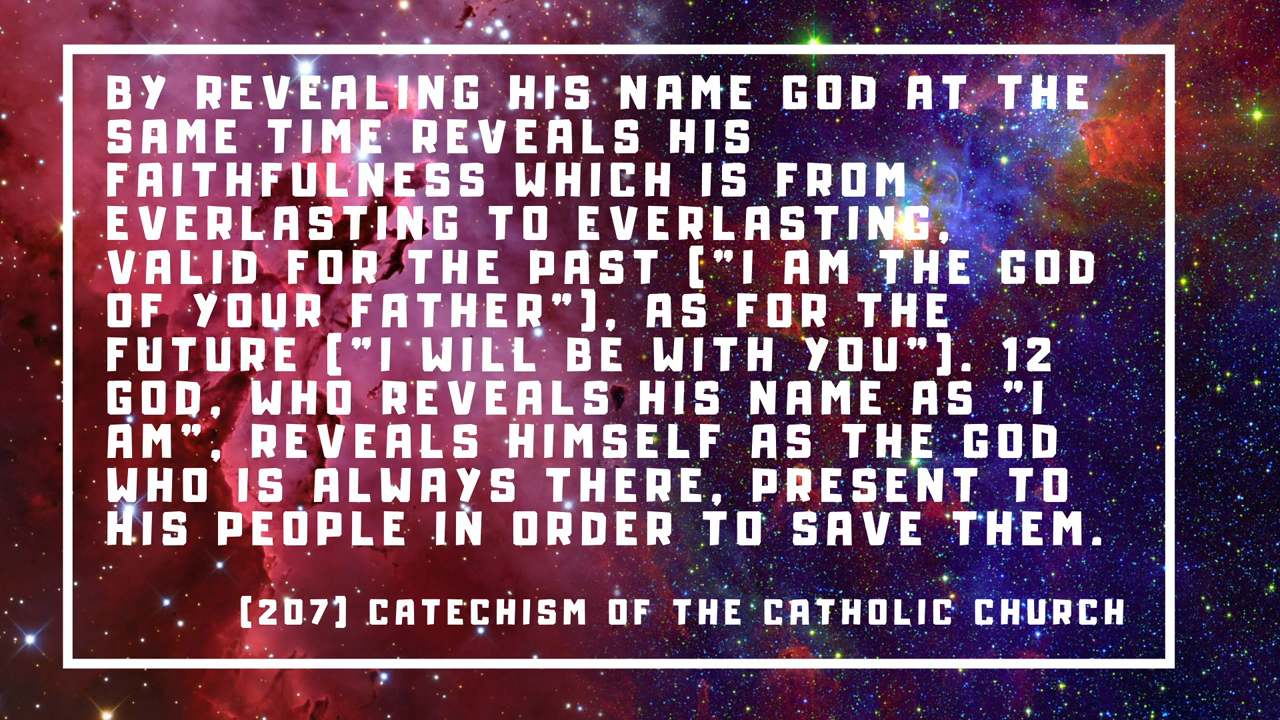 BY REVEALING HIS NAME GOD AT THE
SAME TIME REVEALS HIS
FAITHFULNESS WHICH IS FROM
EVERLASTING TO EVERLASTING,
VALID FOR THE PAST ("I AM THE GOD
OF YOUR FATHER"), AS FOR THE
FUTURE ("I WILL BE WITH YOU"). 12
GOD, WHO REVEALS HIS NAME AS "I
AM", REVEALS HIMSELF AS THE GOD
WHO IS ALWAYS THERE, PRESENT TO
HIS PEOPLE IN ORDER TO SAVE THEM.
(207) CATECHISM OF THE CATHOLIC CHURCH